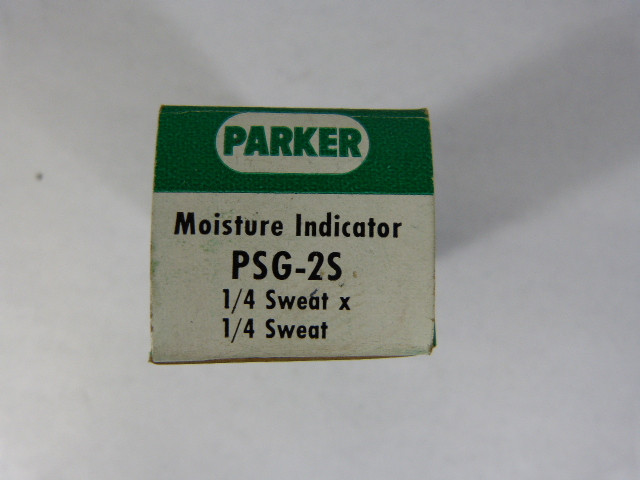 PARKER
Moisture Indicator
PSG-2S
1/4 Sweat x
1/4 Sweat